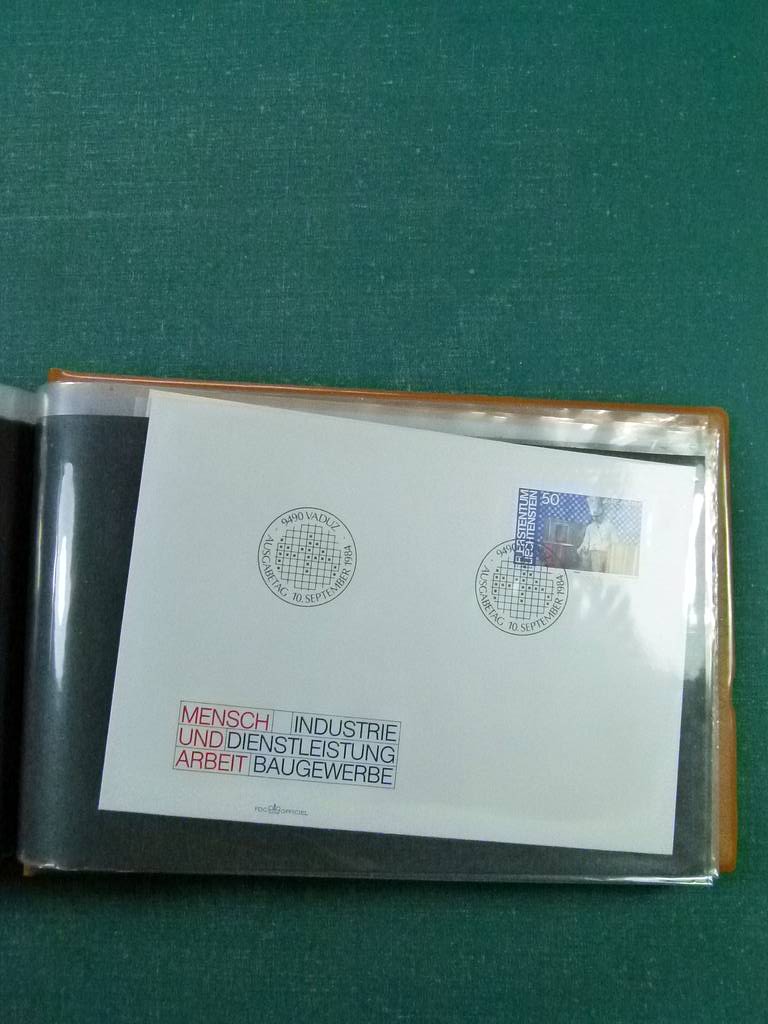 FÜRSTENTUM
LIECHTENSTEIN
50
9490 VADUZ
AUSGABETAG 10. SEPTEMBER 1984
9490
AUSGABETAG 10. SEPTEMBER 1984
MENSCH INDUSTRIE
UND DIENSTLEISTUNG
ARBEIT BAUGEWERBE
FDC OFFICIEL